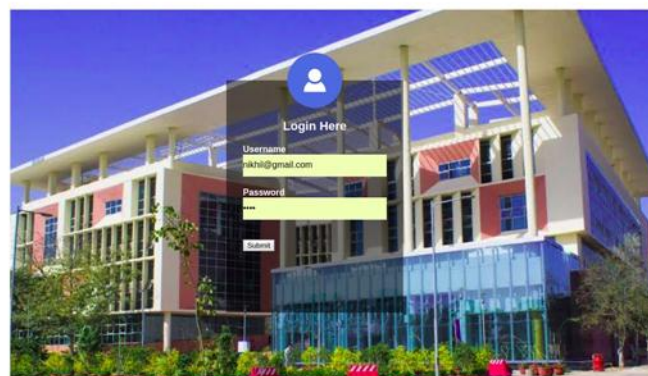 Login Here
Username
nikhil@gmail.com
Password
••••
Submit